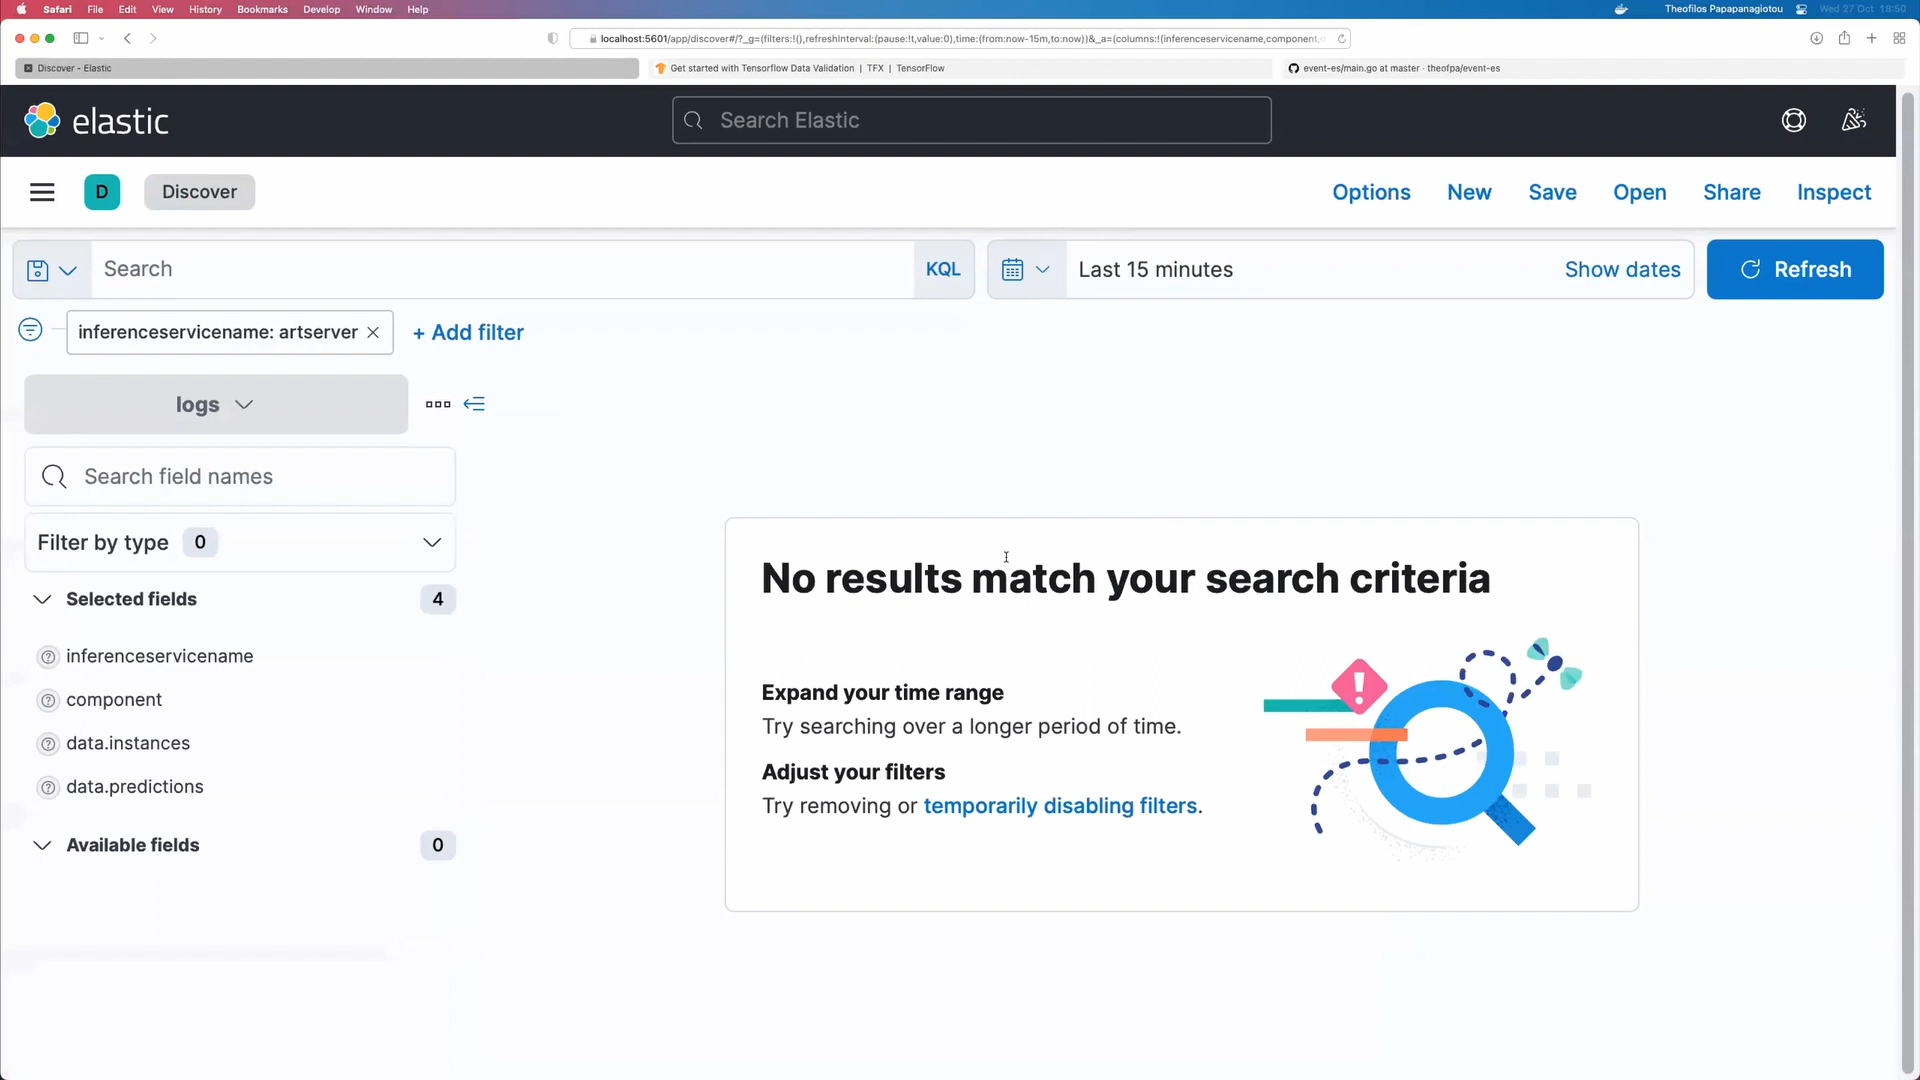 Safari File Edit View History Bookmarks Develop Window Help
Theofilos Papapanagiotou Wed 27 Oct 18:50
localhost:5601/app/discover#/?_g=(filters:!(),refreshInterval:(pause:!t,value:0),time:(from:now-15m,to:now))&_a=(columns:!(inferenceservicename,component,
Discover - Elastic
Get started with Tensorflow Data Validation | TFX | TensorFlow
event-es/main.go at master · theofpa/event-es
elastic
Search Elastic
D
Discover
Options New Save Open Share Inspect
Search
KQL
Last 15 minutes
Show dates
Refresh
inferenceservicename: artserver
+ Add filter
logs
Search field names
Filter by type 0
Selected fields 4
inferenceservicename
component
data.instances
data.predictions
Available fields 0
No results match your search criteria
Expand your time range
Try searching over a longer period of time.
Adjust your filters
Try removing or temporarily disabling filters.